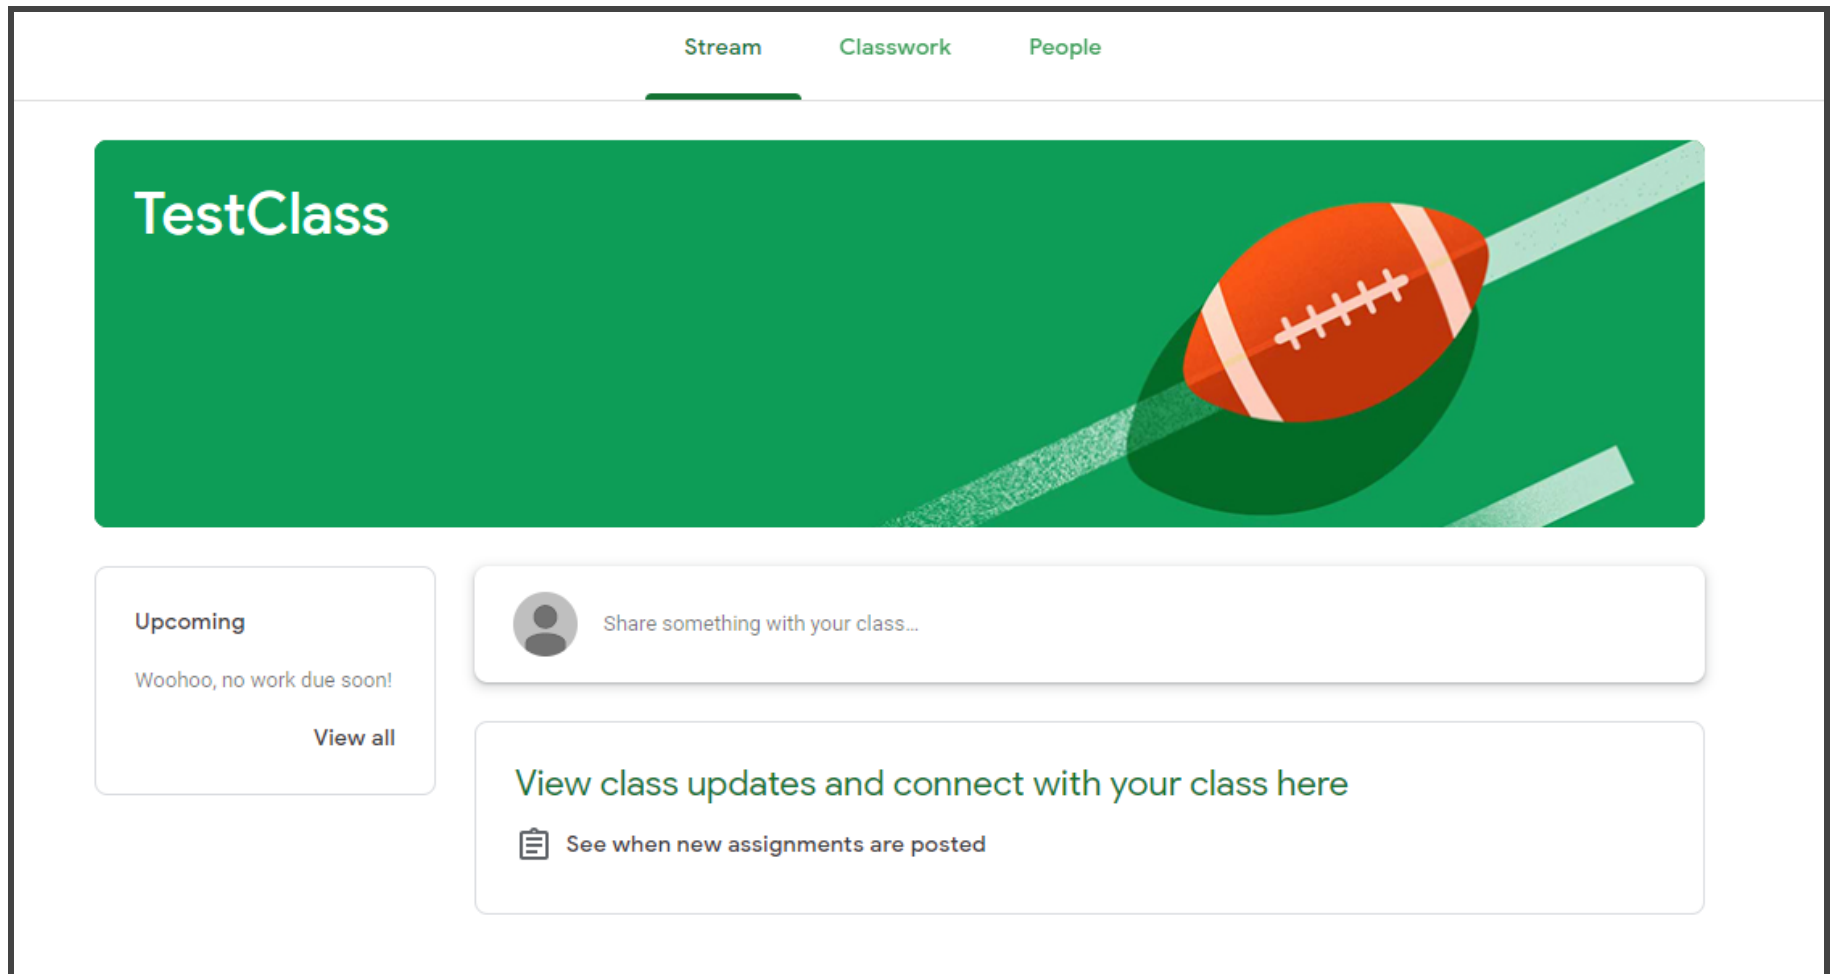 Stream
Classwork
People
TestClass
Upcoming
Woohoo, no work due soon!
View all
Share something with your class...
View class updates and connect with your class here
See when new assignments are posted